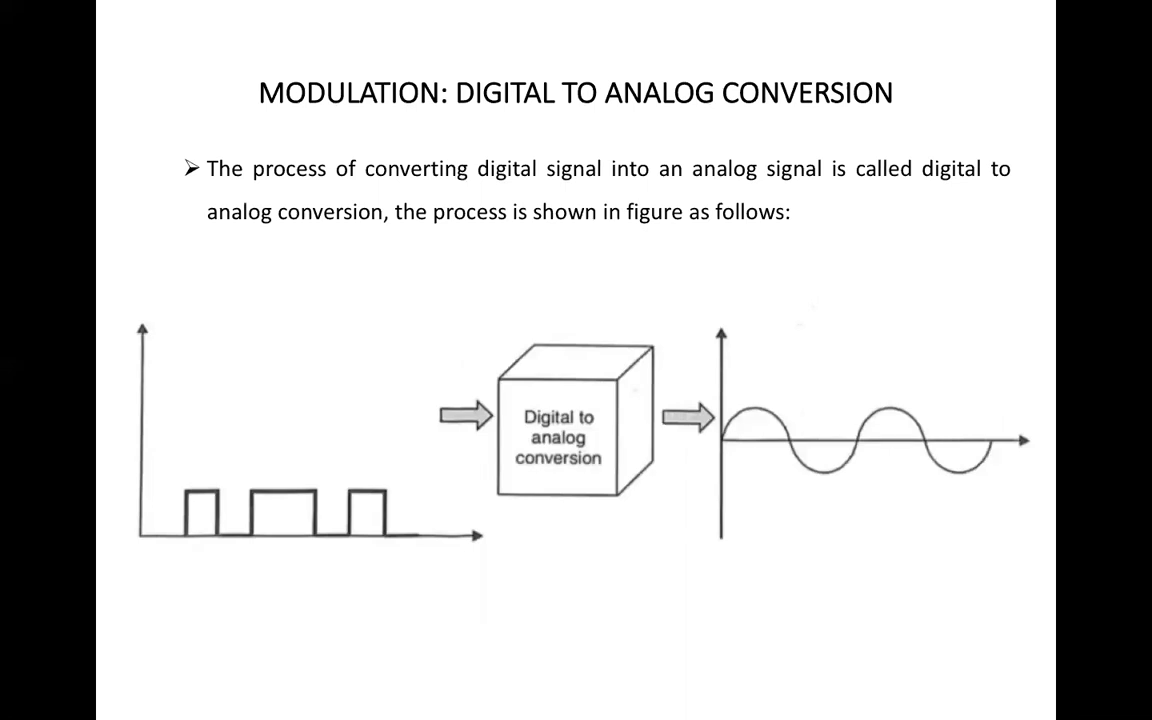 MODULATION: DIGITAL TO ANALOG CONVERSION
➢ The process of converting digital signal into an analog signal is called digital to
analog conversion, the process is shown in figure as follows:
Digital to
analog
conversion